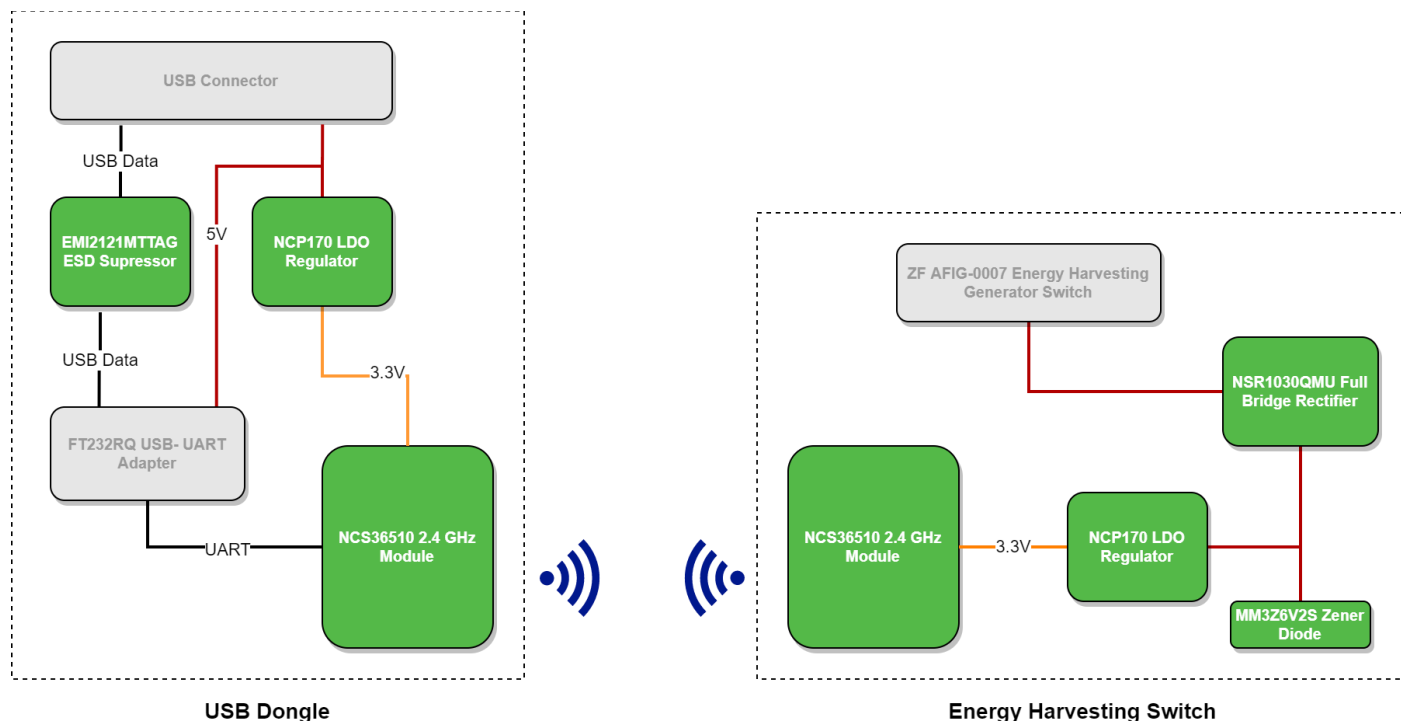 USB Connector
USB Data
EMI2121MTTAG
ESD Supressor
5V
NCP170 LDO
Regulator
USB Data
3.3V
FT232RQ USB- UART
Adapter
UART
NCS36510 2.4 GHz
Module
USB Dongle
ZF AFIG-0007 Energy Harvesting
Generator Switch
NSR1030QMU Full
Bridge Rectifier
NCS36510 2.4 GHz
Module
3.3V
NCP170 LDO
Regulator
MM3Z6V2S Zener
Diode
Energy Harvesting Switch